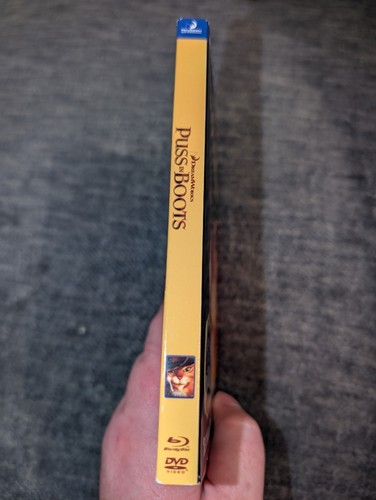 DREAMWORKS
PUSS IN BOOTS
Blu-ray Disc
DVD
VIDEO